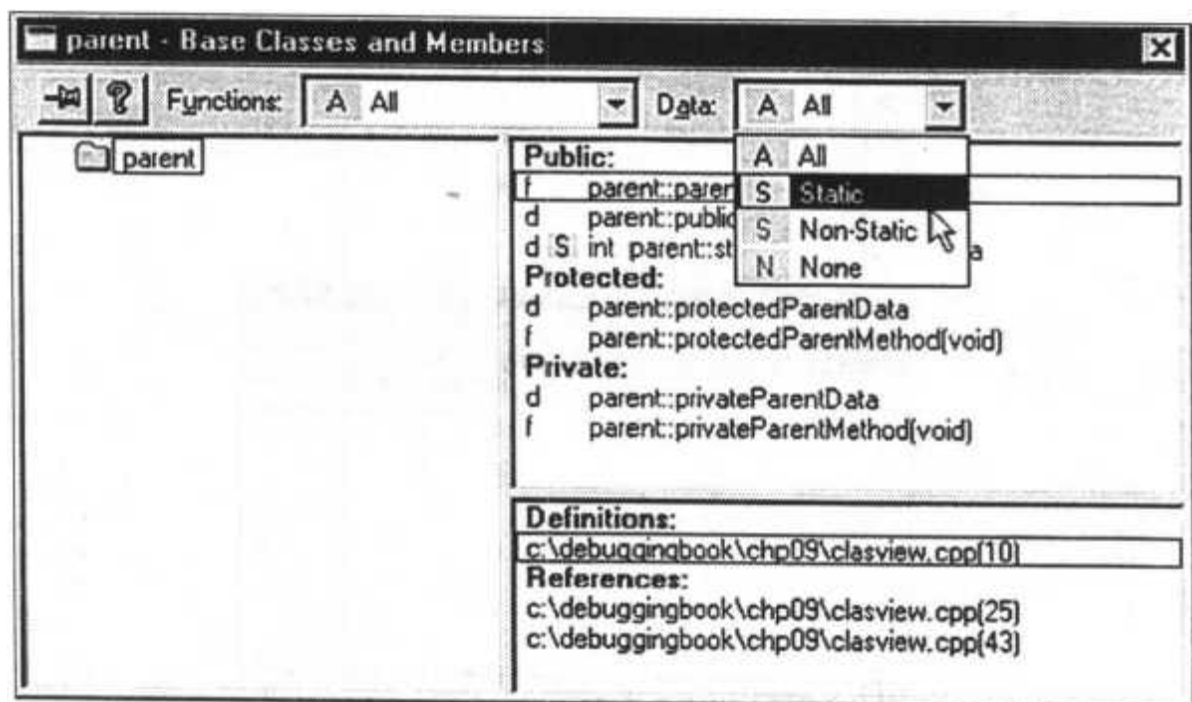 parent - Base Classes and Members
Functions: A All Data: A All
parent
A All
S Static
S Non-Static
N None
Public:
f parent::paren
d parent::public
d S int parent::st a
Protected:
d parent::protectedParentData
f parent::protectedParentMethod(void)
Private:
d parent::privateParentData
f parent::privateParentMethod(void)
Definitions:
c:\debuggingbook\chp09\clasview.cpp(10)
References:
c:\debuggingbook\chp09\clasview.cpp(25)
c:\debuggingbook\chp09\clasview.cpp(43)